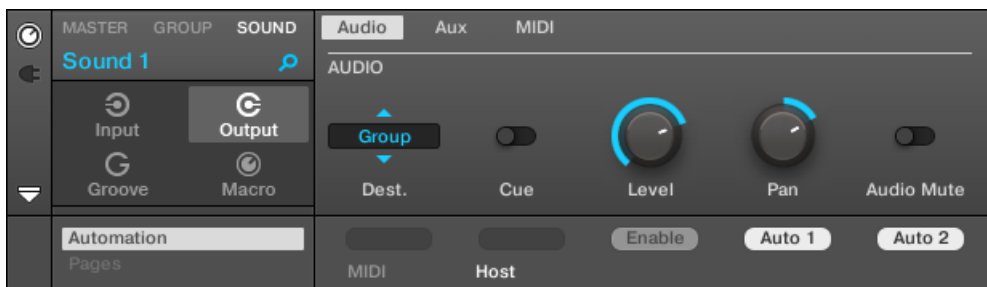 MASTER GROUP SOUND
Sound 1
Input Output
Groove Macro
Automation
Pages
Audio Aux MIDI
AUDIO
Group
Dest. Cue Level Pan Audio Mute
Enable Auto 1 Auto 2
MIDI Host